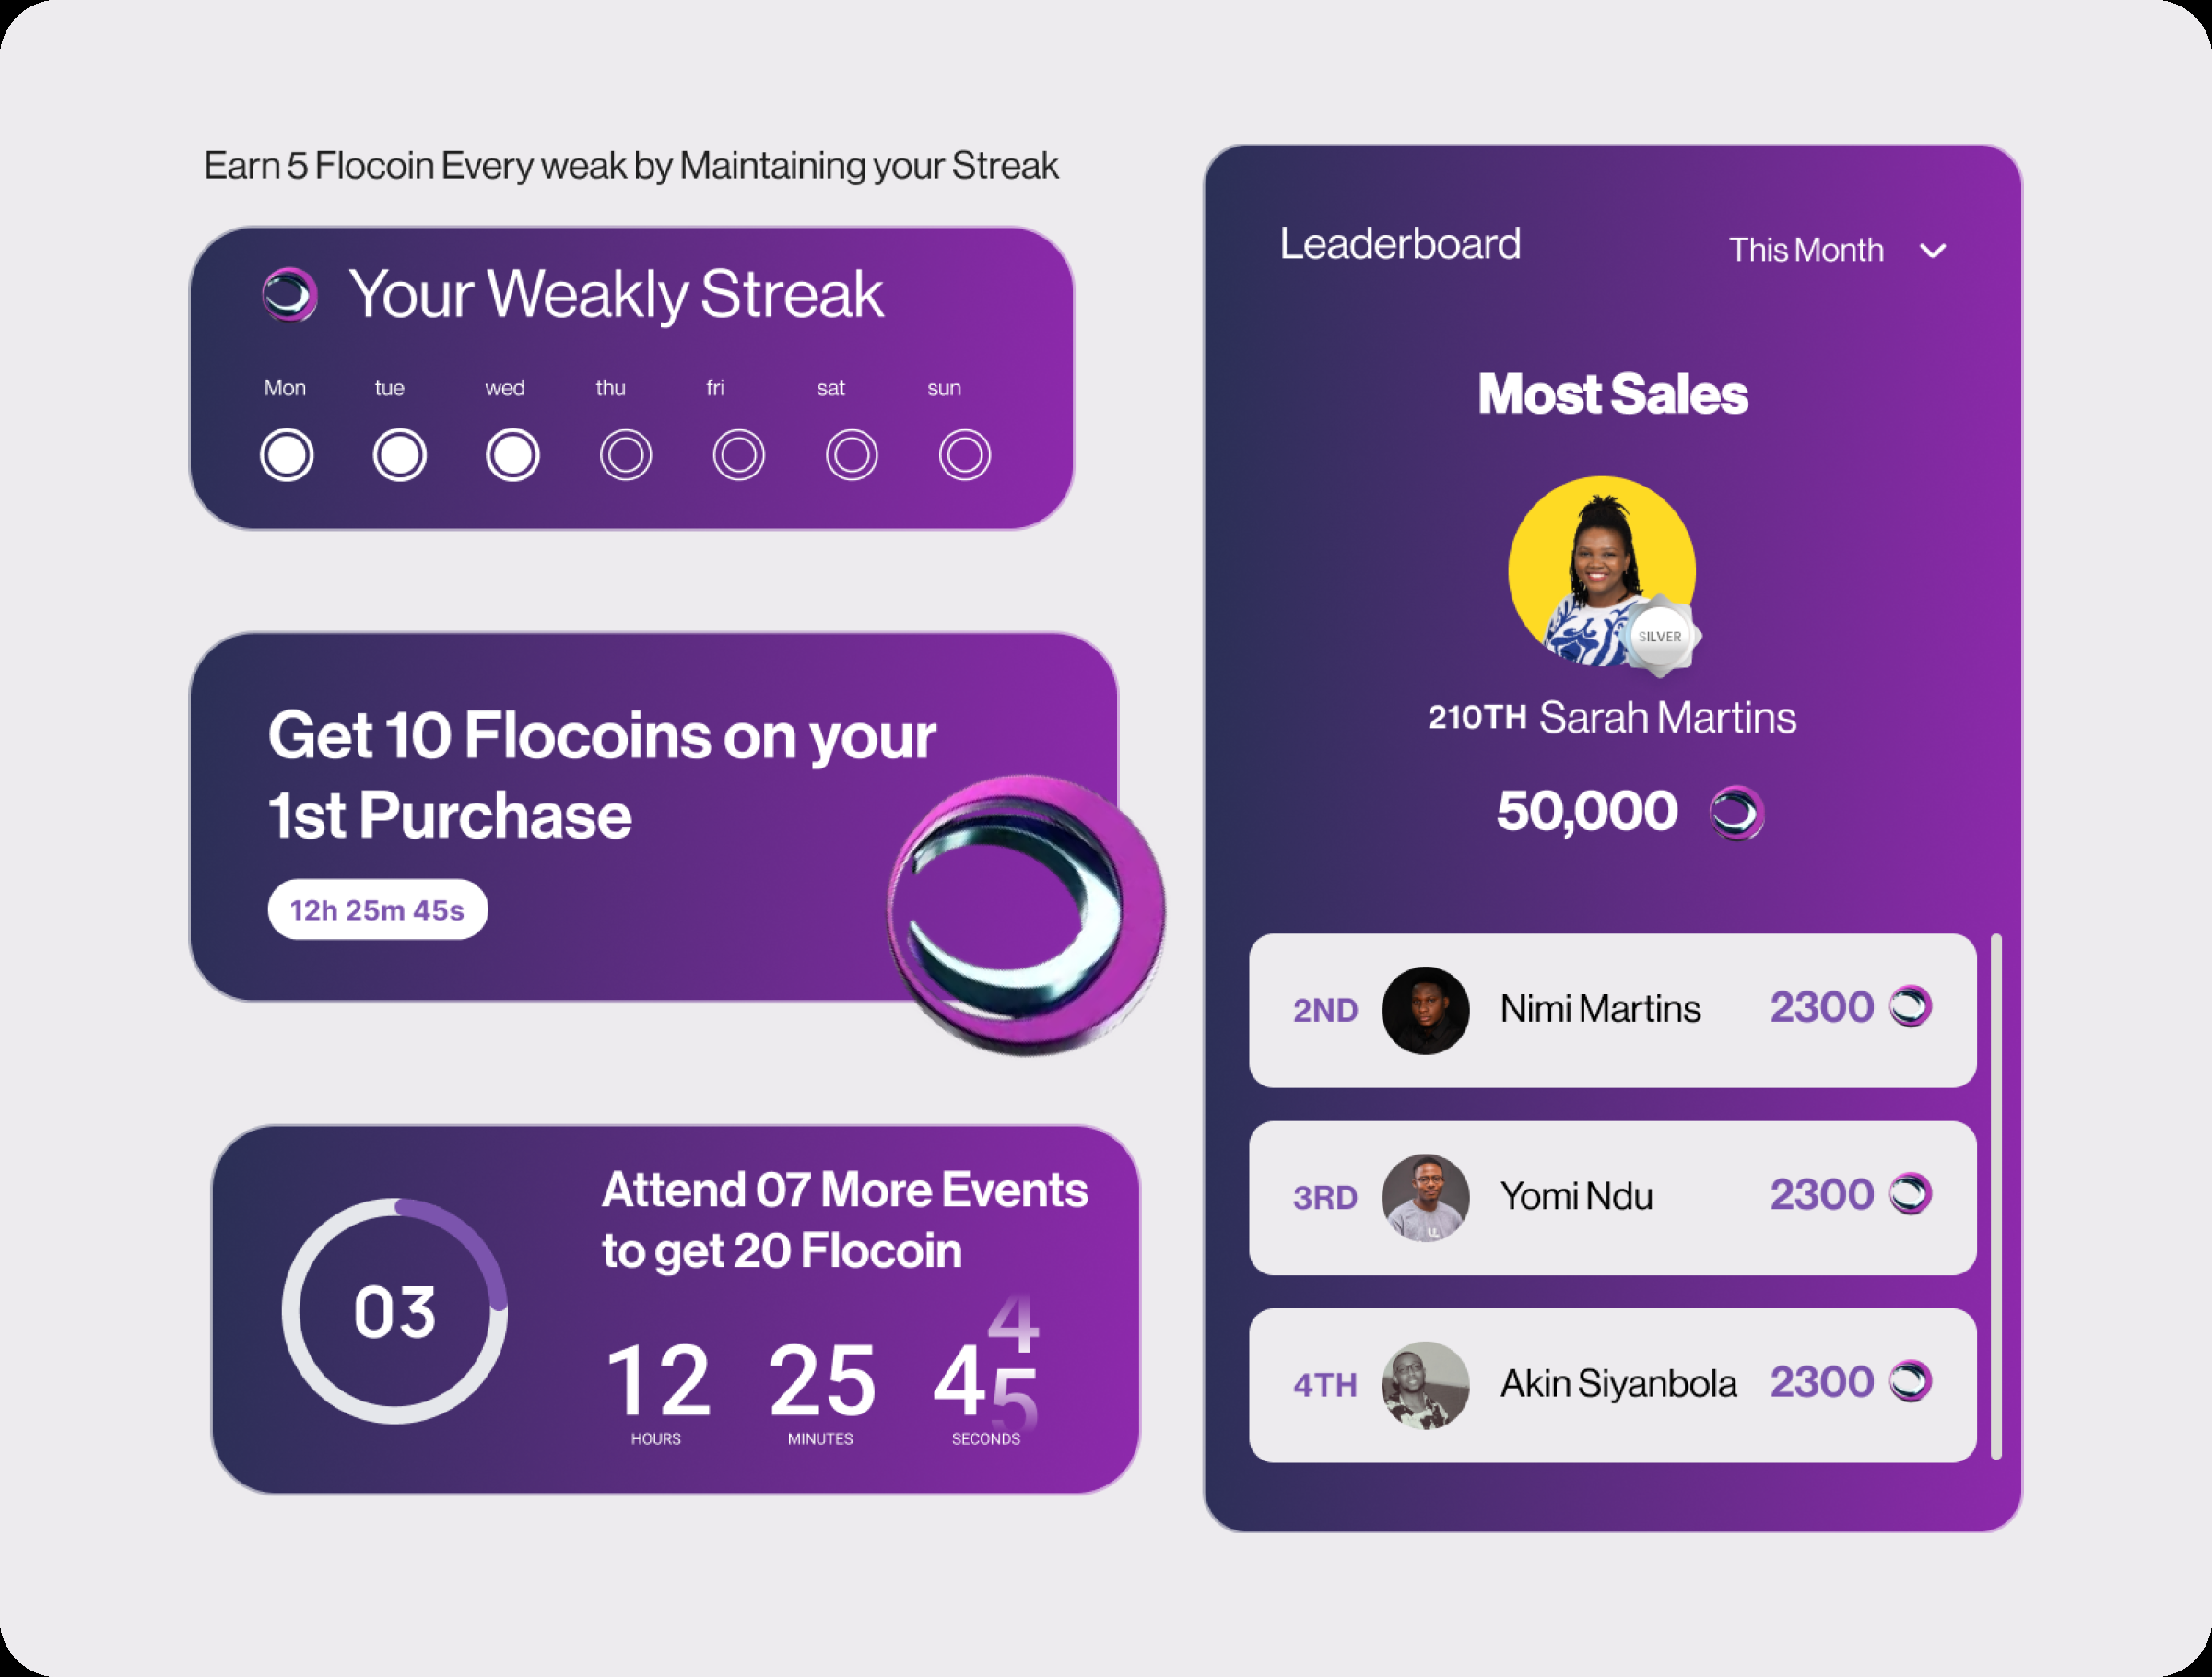 Earn 5 Flocoin Every weak by Maintaining your Streak
Your Weakly Streak
Mon tue wed thu fri sat sun
Get 10 Flocoins on your
1st Purchase
12h 25m 45s
03
Attend 07 More Events
to get 20 Flocoin
4
12 25 45
HOURS MINUTES SECONDS
Leaderboard
This Month
Most Sales
SILVER
210TH Sarah Martins
50,000
2ND Nimi Martins 2300
3RD Yomi Ndu 2300
4TH Akin Siyanbola 2300